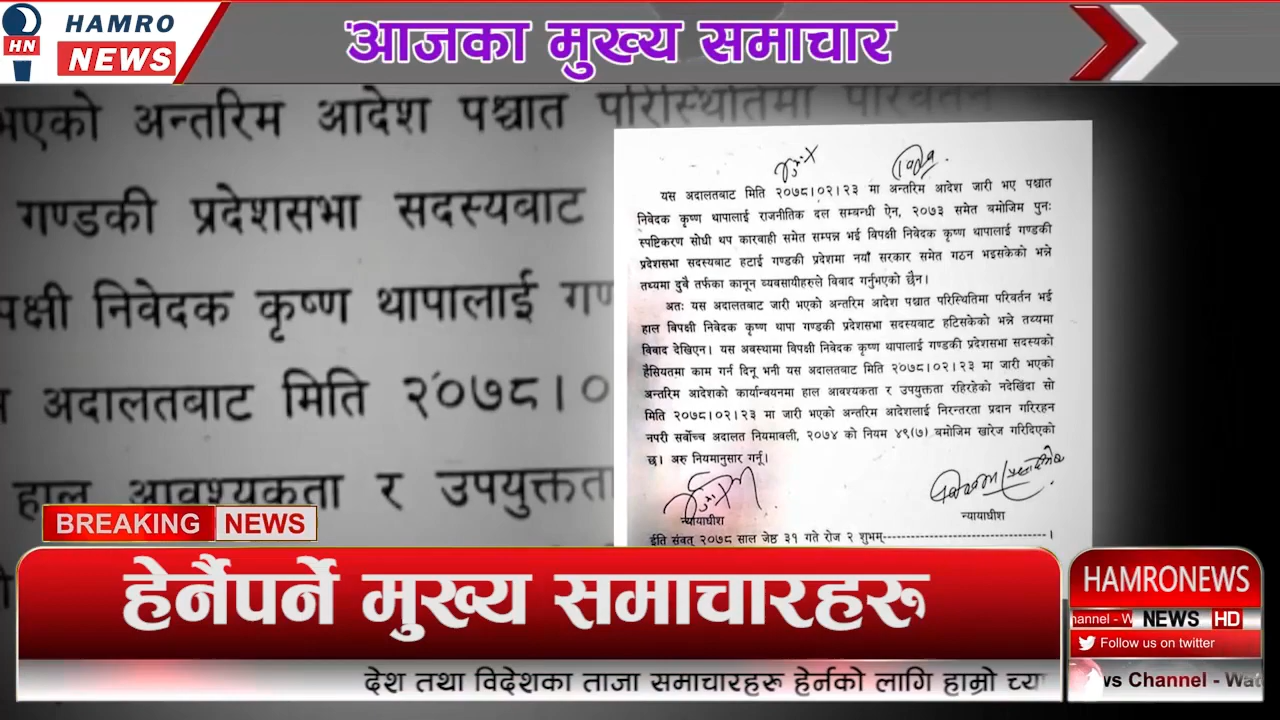 HAMRO
HN
NEWS
आजका मुख्य समाचार
भएको अन्तरिम आदेश पश्चात परिस्थितिमा परिवर्तन
गण्डकी प्रदेशसभा सदस्यबाट
पक्षी निवेदक कृष्ण थापालाई
अदालतबाट मिति २०७८।०
हाल आवश्यकता र उपयुक्तता
यस अदालतबाट मिति २०७८।०२।२३ मा अन्तरिम आदेश जारी भए पश्चात
निवेदक कृष्ण थापालाई राजनीतिक दल सम्बन्धी ऐन, २०७३ समेत बमोजिम पुनः
स्पष्टिकरण सोधी थप कारबाही समेत सम्पन्न भई विपक्षी निवेदक कृष्ण थापालाई गण्डकी
प्रदेशसभा सदस्यबाट हटाई गण्डकी प्रदेशमा नयाँ सरकार समेत गठन भइसकेको भन्ने
तथ्यमा दुबै तर्फका कानून व्यवसायीहरुले विवाद गर्नुभएको छैन।
अतः यस अदालतबाट जारी भएको अन्तरिम आदेश पश्चात परिस्थितिमा परिवर्तन भई
हाल विपक्षी निवेदक कृष्ण थापा गण्डकी प्रदेशसभा सदस्यबाट हटिसकेको भन्ने तथ्यमा
विवाद देखिएन। यस अवस्थामा विपक्षी निवेदक कृष्ण थापालाई गण्डकी प्रदेशसभा सदस्यको
हैसियतमा काम गर्न दिनू भनी यस अदालतबाट मिति २०७८।०२।२३ मा जारी भएको
अन्तरिम आदेशको कार्यान्वयनमा हाल आवश्यकता र उपयुक्तता रहिरहेको नदेखिंदा सो
मिति २०७८।०२।२३ मा जारी भएको अन्तरिम आदेशलाई निरन्तरता प्रदान गरिरहन
नपरी सर्वोच्च अदालत नियमावली, २०७४ को नियम ४९(७) बमोजिम खारेज गरिदिएको
छ। अरु नियमानुसार गर्नू।
न्यायाधीश
न्यायाधीश
ईति संवत् २०७८ साल जेष्ठ ३१ गते रोज २ शुभम्------------------------------।
BREAKING NEWS
हेर्नैपर्ने मुख्य समाचारहरू
देश तथा विदेशका ताजा समाचारहरू हेर्नको लागि हाम्रो च्या
HAMRONEWS
hannel - W NEWS HD
Follow us on twitter
ws Channel - Wat